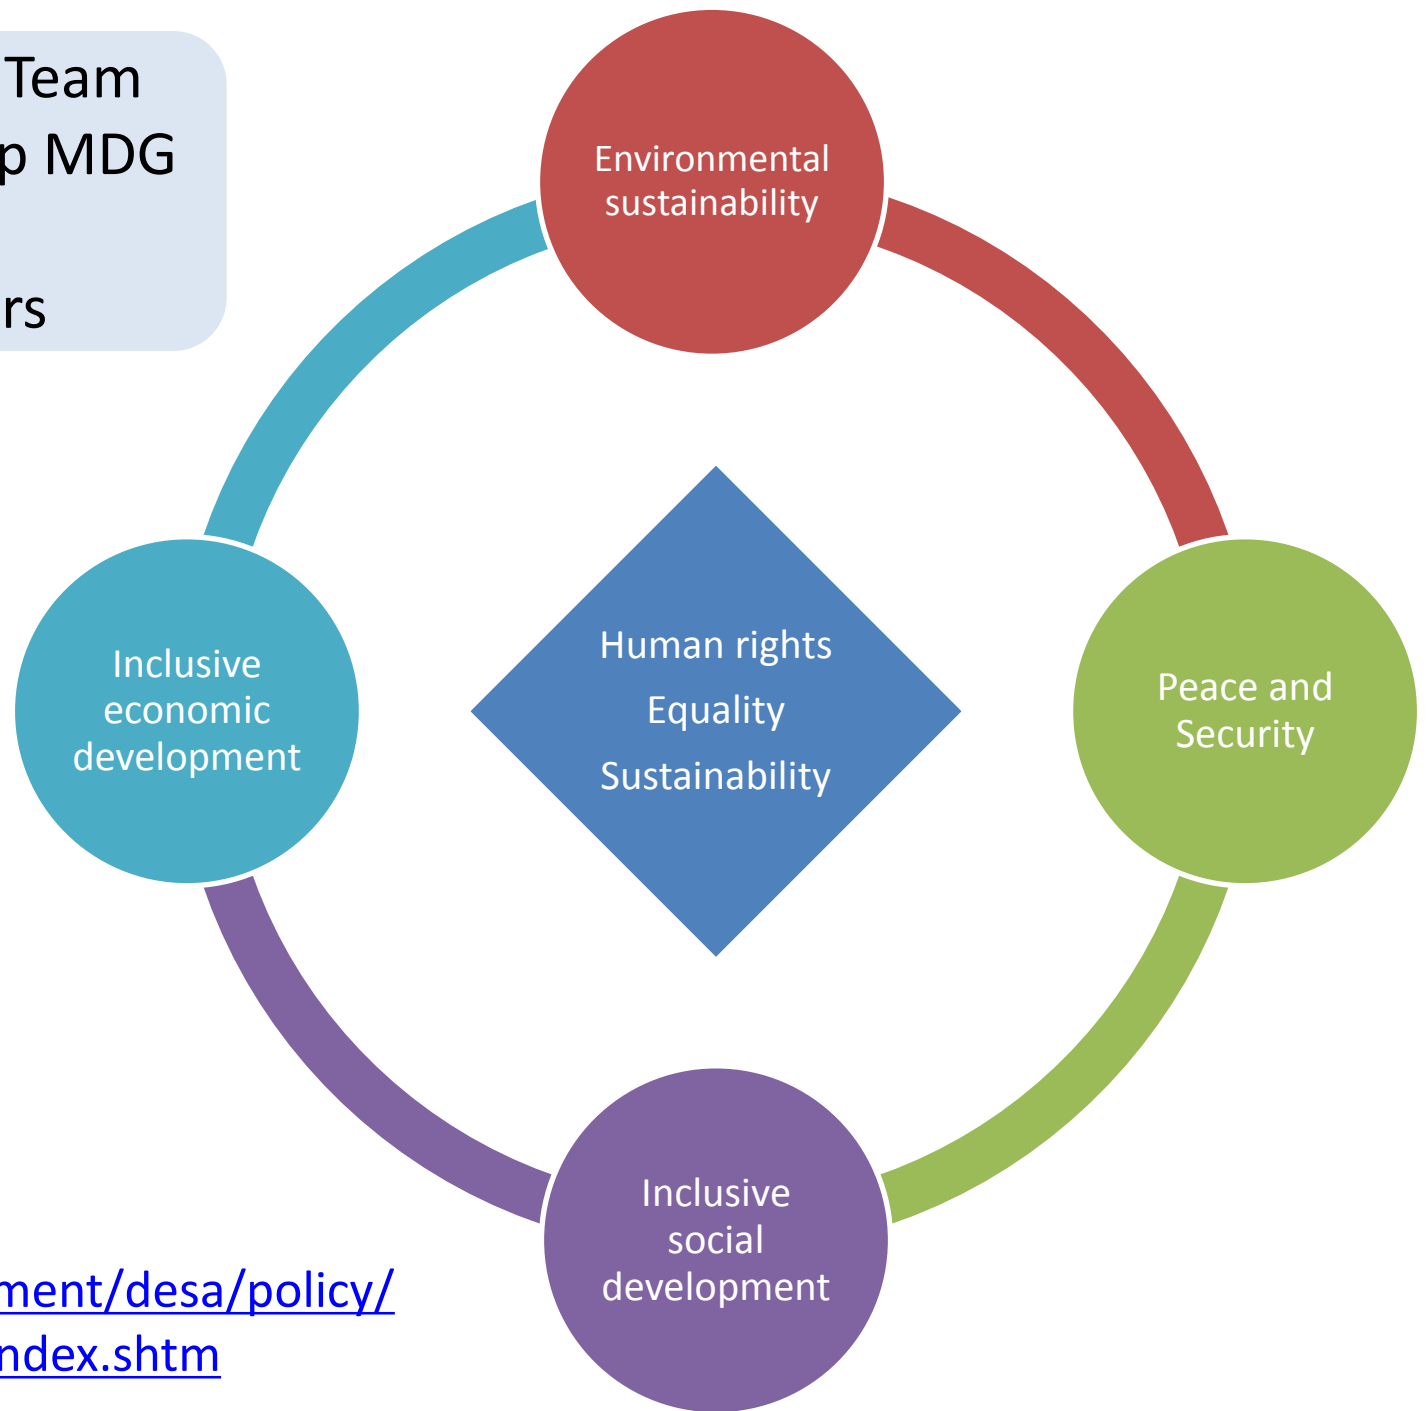 Team
p MDG
rs
Environmental
sustainability
Inclusive
economic
development
Human rights
Equality
Sustainability
Peace and
Security
Inclusive
social
development
ment/desa/policy/
ndex.shtm